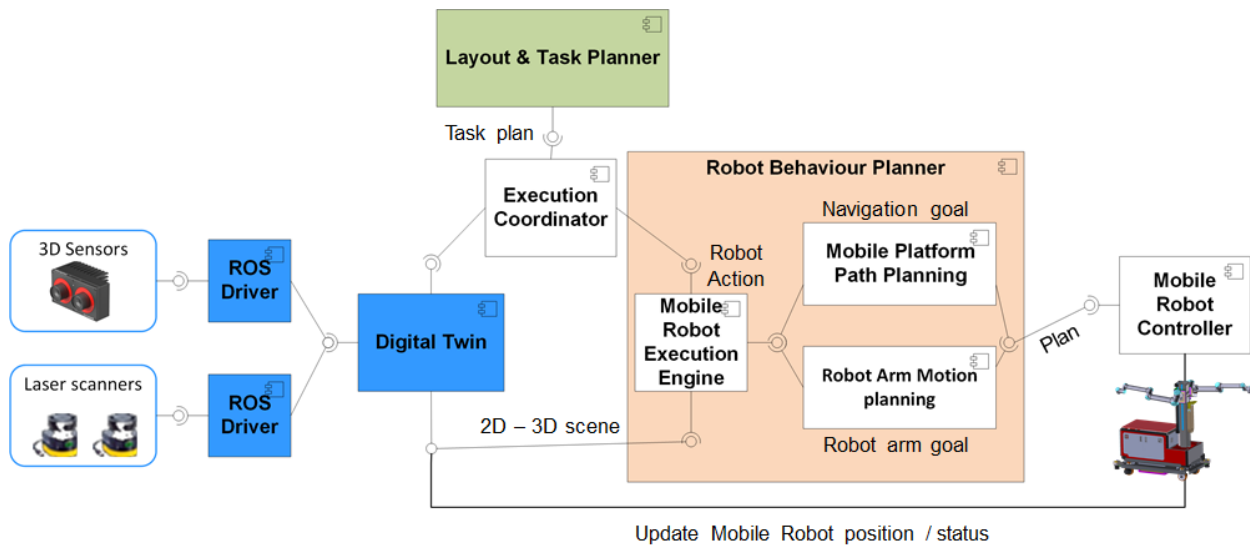 Layout & Task Planner
Task plan
Execution
Coordinator
Robot Behaviour Planner
Navigation goal
Mobile Platform
Path Planning
Robot
Action
3D Sensors
ROS
Driver
Mobile
Robot
Controller
Digital Twin
Mobile
Robot
Execution
Engine
Plan
Laser scanners
ROS
Driver
Robot Arm Motion
planning
Robot arm goal
2D – 3D scene
Update Mobile Robot position / status